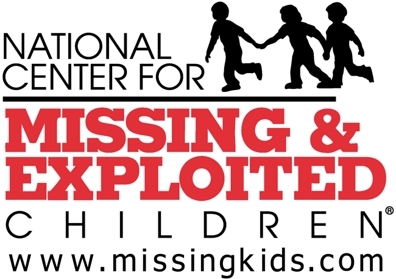 NATIONAL
CENTER FOR
MISSING &
EXPLOITED
CHILDREN®
www.missingkids.com